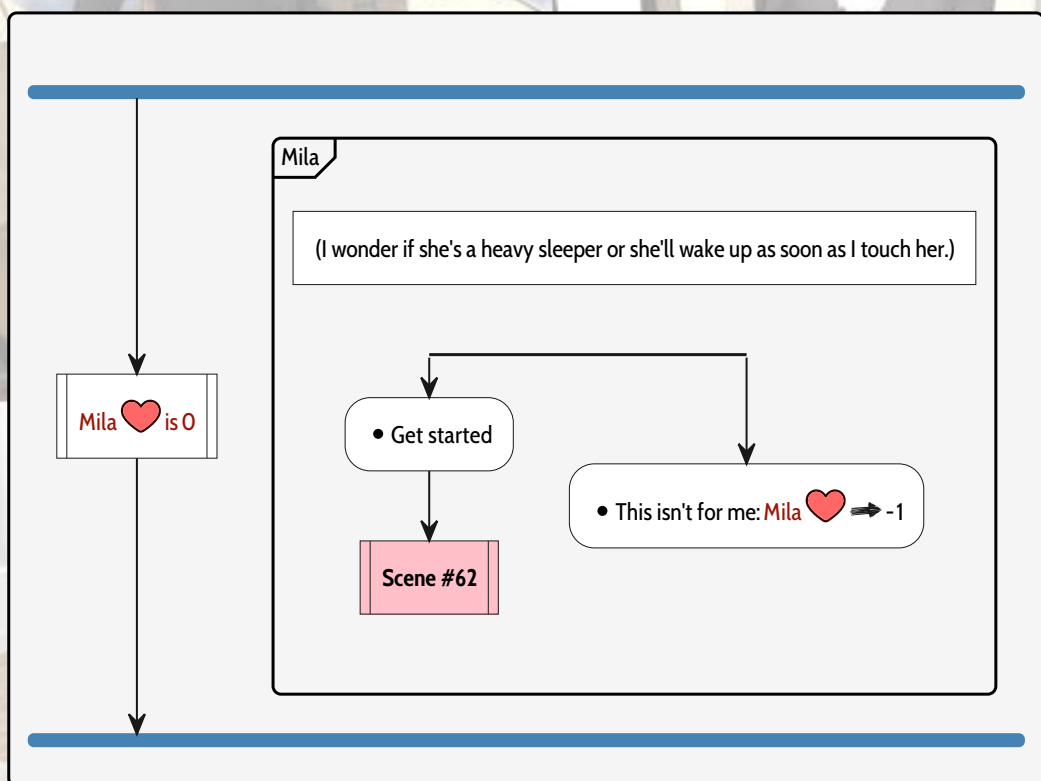 Mila
(I wonder if she's a heavy sleeper or she'll wake up as soon as I touch her.)
Mila is 0
• Get started
• This isn't for me: Mila -1
Scene #62